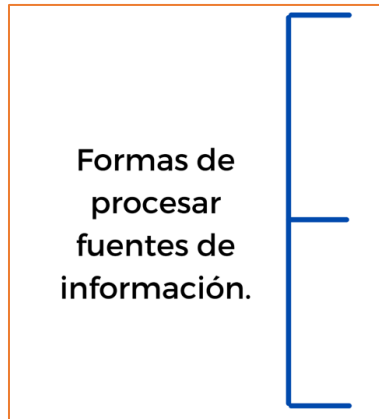 Formas de
procesar
fuentes de
información.